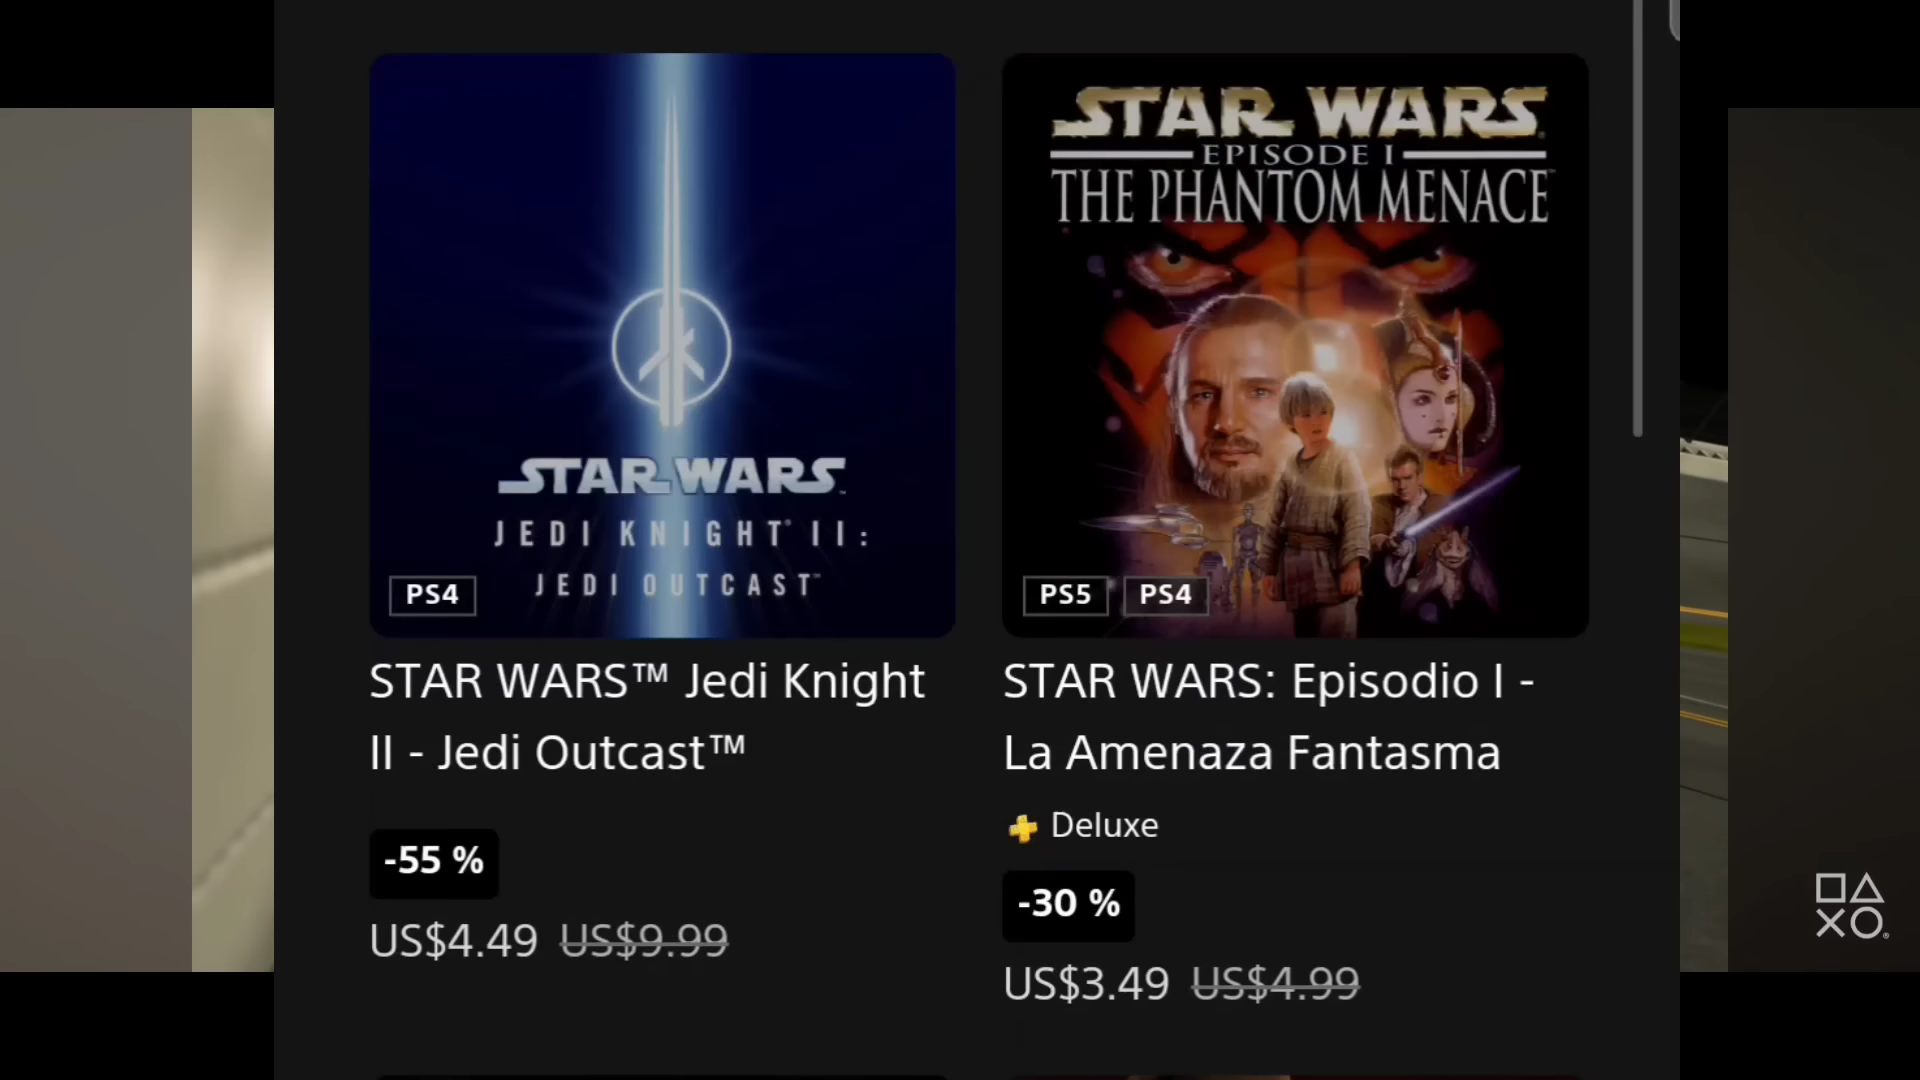 STAR WARS
JEDI KNIGHT II:
JEDI OUTCAST™
PS4
STAR WARS™ Jedi Knight
II - Jedi Outcast™
-55 %
US$4.49 US$9.99
STAR WARS
EPISODE I
THE PHANTOM MENACE™
PS5 PS4
STAR WARS: Episodio I -
La Amenaza Fantasma
Deluxe
-30 %
US$3.49 US$4.99